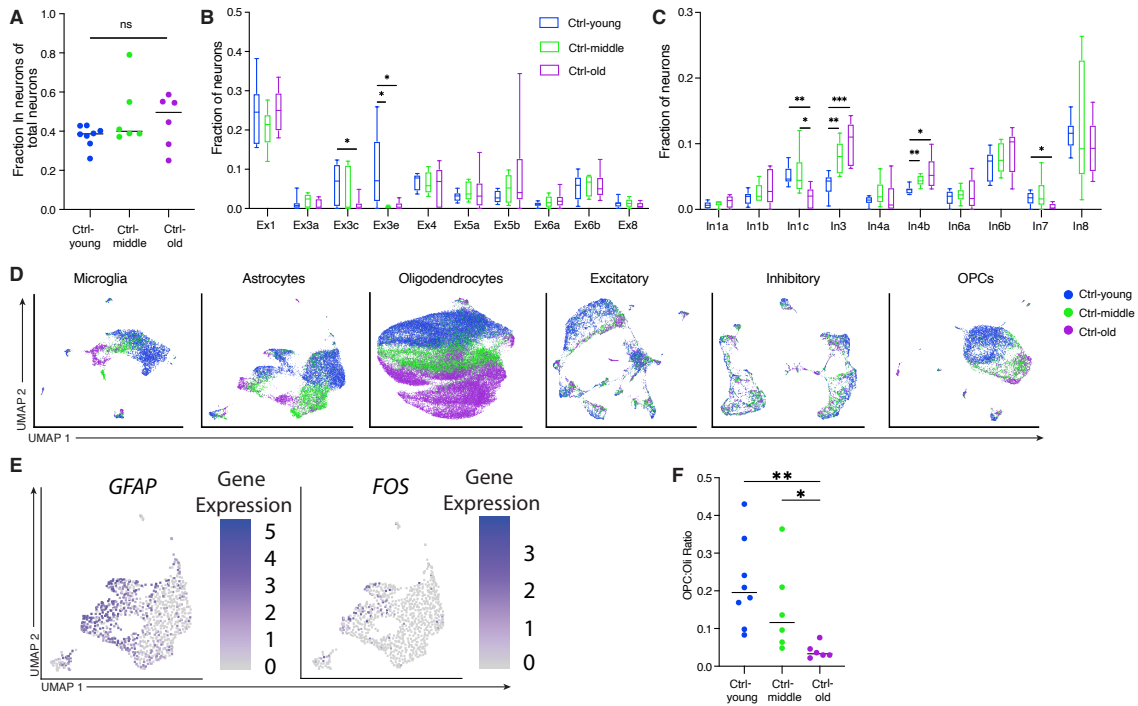 A
Fraction In neurons of
total neurons
1.0
0.8
0.6
0.4
0.2
0.0
ns
Ctrl-
young
Ctrl-
middle
Ctrl-
old
B
Fraction of neurons
0.5
0.4
0.3
0.2
0.1
0.0
*
*
*
Ctrl-young
Ctrl-middle
Ctrl-old
Ex1
Ex3a
Ex3c
Ex3e
Ex4
Ex5a
Ex5b
Ex6a
Ex6b
Ex8
C
Fraction of neurons
0.3
0.2
0.1
0.0
**
*
***
**
*
**
*
In1a
In1b
In1c
In3
In4a
In4b
In6a
In6b
In7
In8
D
Microglia
Astrocytes
Oligodendrocytes
Excitatory
Inhibitory
OPCs
Ctrl-young
Ctrl-middle
Ctrl-old
UMAP 2
UMAP 1
E
GFAP
Gene
Expression
5
4
3
2
1
0
FOS
Gene
Expression
3
2
1
0
UMAP 2
UMAP 1
F
OPC:Oli Ratio
0.5
0.4
0.3
0.2
0.1
0.0
**
*
Ctrl-
young
Ctrl-
middle
Ctrl-
old